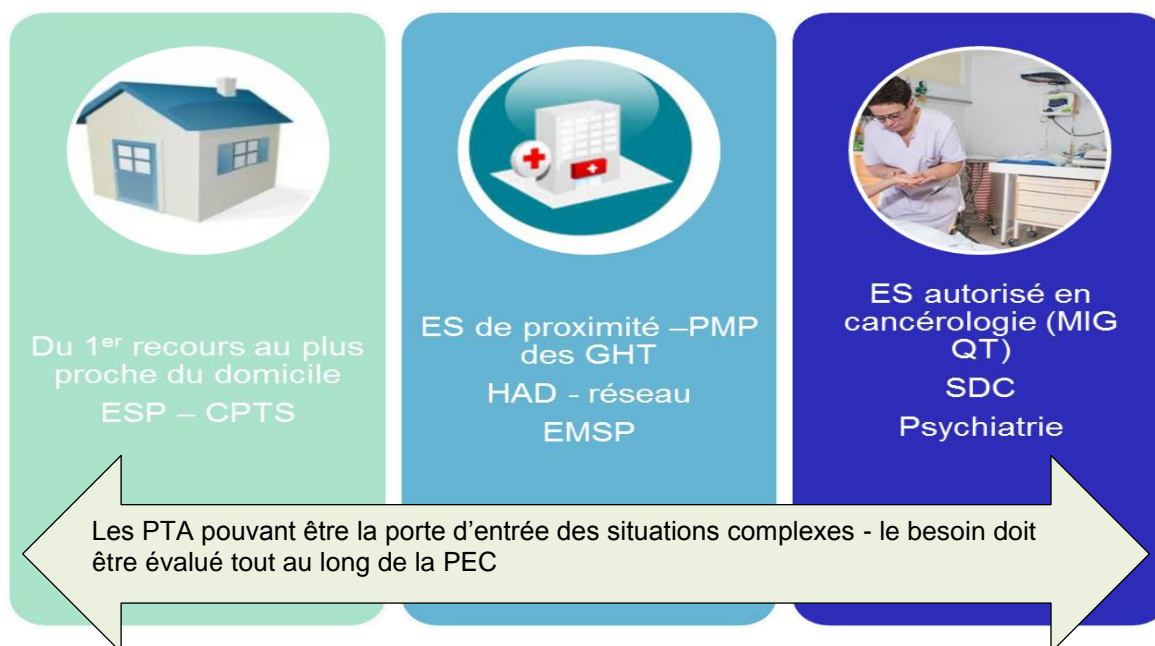 Du 1er recours au plus
proche du domicile
ESP – CPTS
ES de proximité –PMP
des GHT
HAD - réseau
EMSP
ES autorisé en
cancérologie (MIG
QT)
SDC
Psychiatrie
Les PTA pouvant être la porte d'entrée des situations complexes - le besoin doit
être évalué tout au long de la PEC